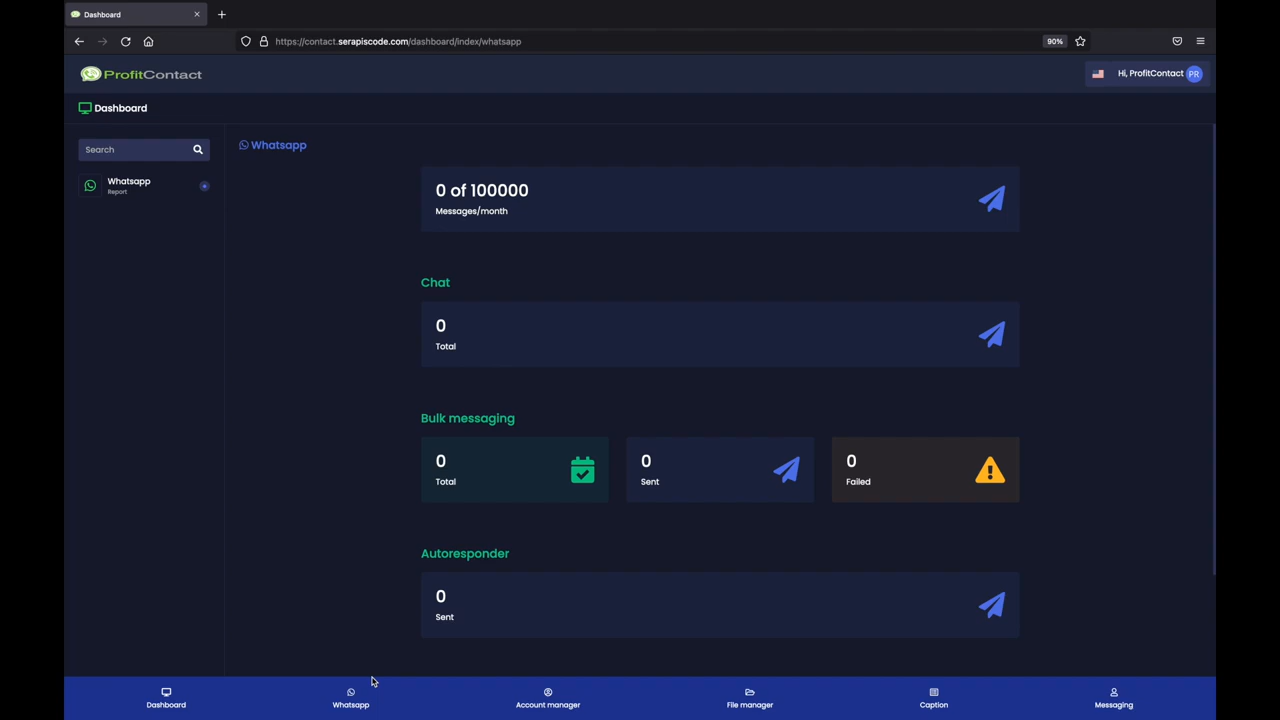 Dashboard
https://contact.serapiscode.com/dashboard/index/whatsapp
90%
ProfitContact
Hi, ProfitContact
PR
Dashboard
Search
Whatsapp
Report
Whatsapp
0 of 100000
Messages/month
Chat
0
Total
Bulk messaging
0
Total
0
Sent
0
Failed
Autoresponder
0
Sent
Dashboard
Whatsapp
Account manager
File manager
Caption
Messaging